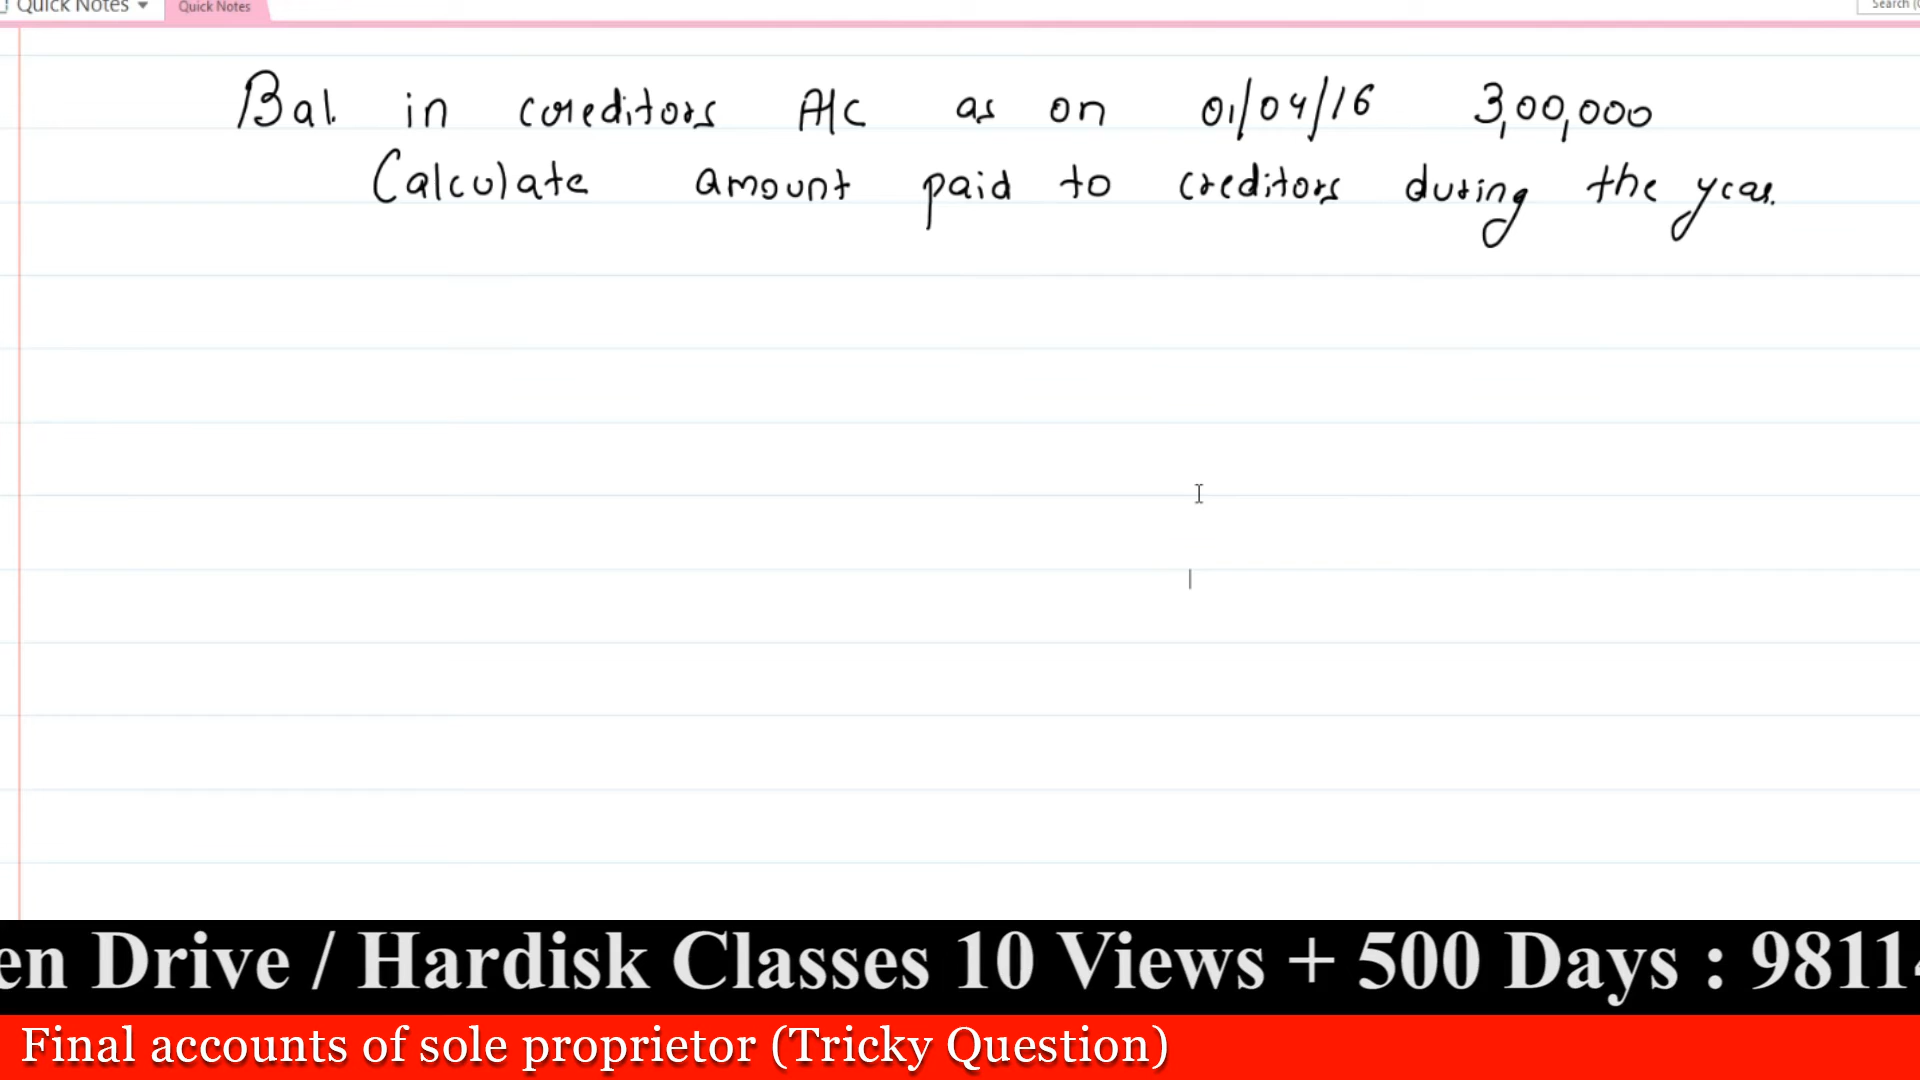 Quick Notes
Quick Notes
Search (
Bal. in creditors A/c as on 01/04/16 3,00,000
Calculate amount paid to creditors during the year.
en Drive / Hardisk Classes 10 Views + 500 Days : 9811
Final accounts of sole proprietor (Tricky Question)